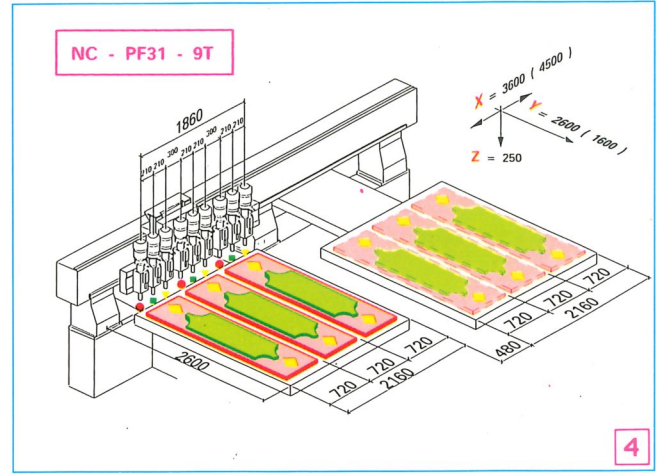 NC - PF31 - 9T
1860
210 210 300 210 210 300 210 210
X = 3600 ( 4500 )
Y = 2600 ( 1600 )
Z = 250
2600
720
720
720
2160
480
720
720
720
2160
4